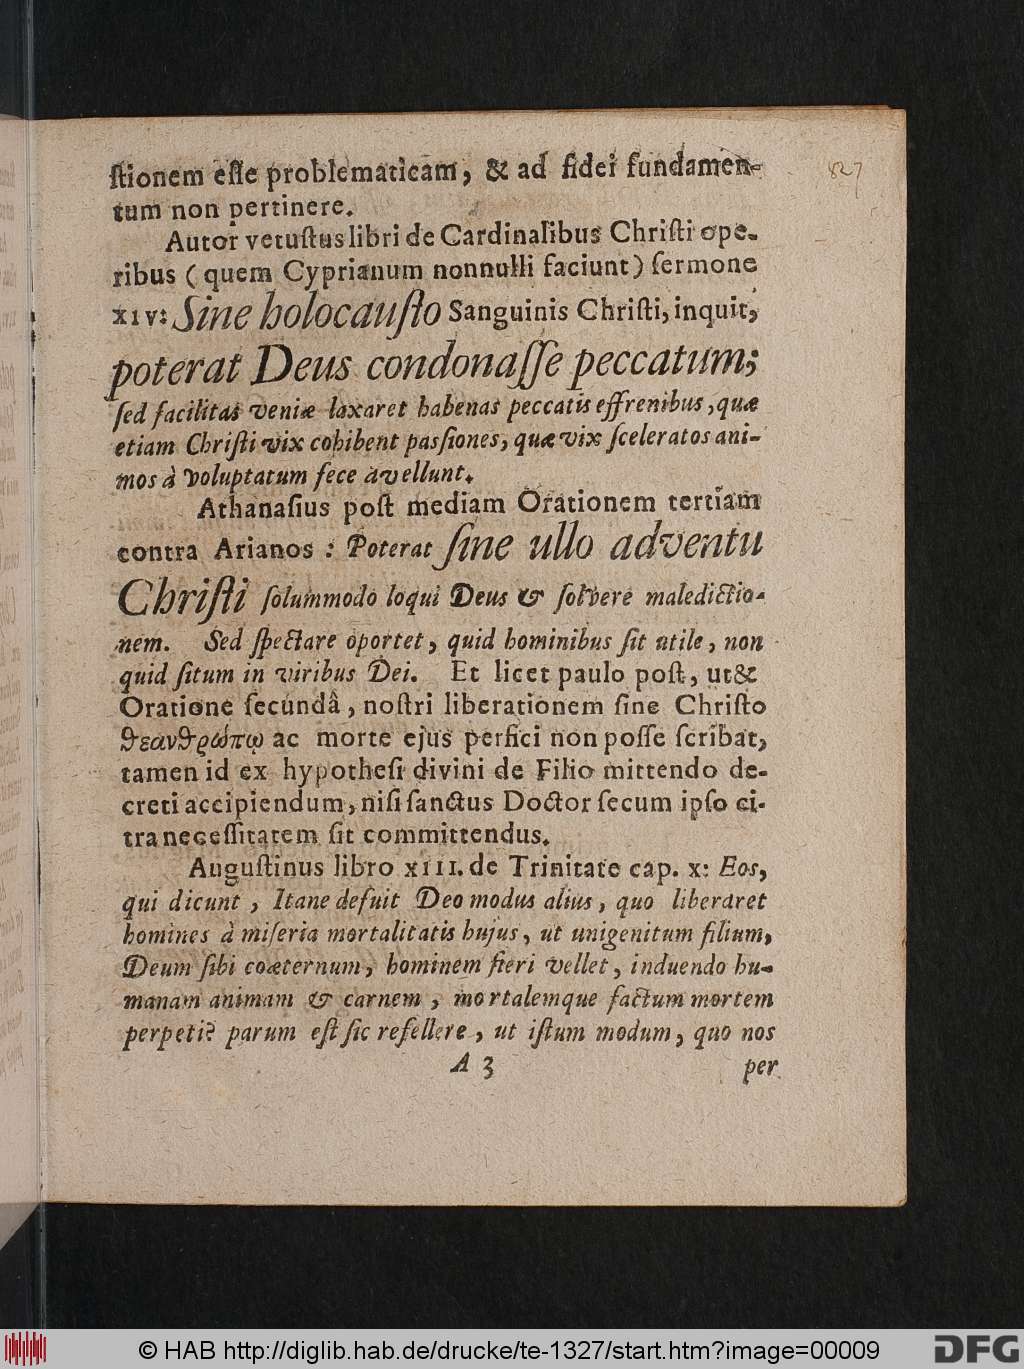 827
ſtionem eſſe problematicam, & ad fidei fundamen-
tum non pertinere.
Autor vetuſtus libri de Cardinalibus Chriſti ope-
ribus (quem Cyprianum nonnulli faciunt) ſermone
XIV: Sine holocauſto Sanguinis Chriſti, inquit,
poterat Deus condonaſſe peccatum;
ſed facilitas veniæ laxaret habenas peccatis effrenibus, quæ
etiam Chriſti vix cohibent paſsiones, quæ vix ſceleratos ani-
mos à voluptatum fece avellunt.
Athanaſius poſt mediam Orationem tertiam
contra Arianos: Poterat ſine ullo adventu
Chriſti ſolummodo loqui Deus & ſolvere maledictio-
nem. Sed ſpectare oportet, quid hominibus ſit utile, non
quid ſitum in viribus Dei. Et licet paulo poſt, ut &
Oratione ſecundâ, noſtri liberationem ſine Chriſto
θεανθρώπῳ ac morte ejus perfici non poſſe ſcribat,
tamen id ex hypotheſi divini de Filio mittendo de-
creti accipiendum, niſi ſanctus Doctor ſecum ipſo ci-
tra neceſſitatem ſit committendus.
Auguſtinus libro XIII. de Trinitate cap. X: Eos,
qui dicunt, Itane defuit Deo modus alius, quo liberaret
homines à miſeria mortalitatis hujus, ut unigenitum filium,
Deum ſibi coæternum, hominem fieri vellet, induendo hu-
manam animam & carnem, mortalemque factum mortem
perpeti? parum eſt ſic refellere, ut iſtum modum, quo nos
A 3 per
© HAB http://diglib.hab.de/drucke/te-1327/start.htm?image=00009
DFG